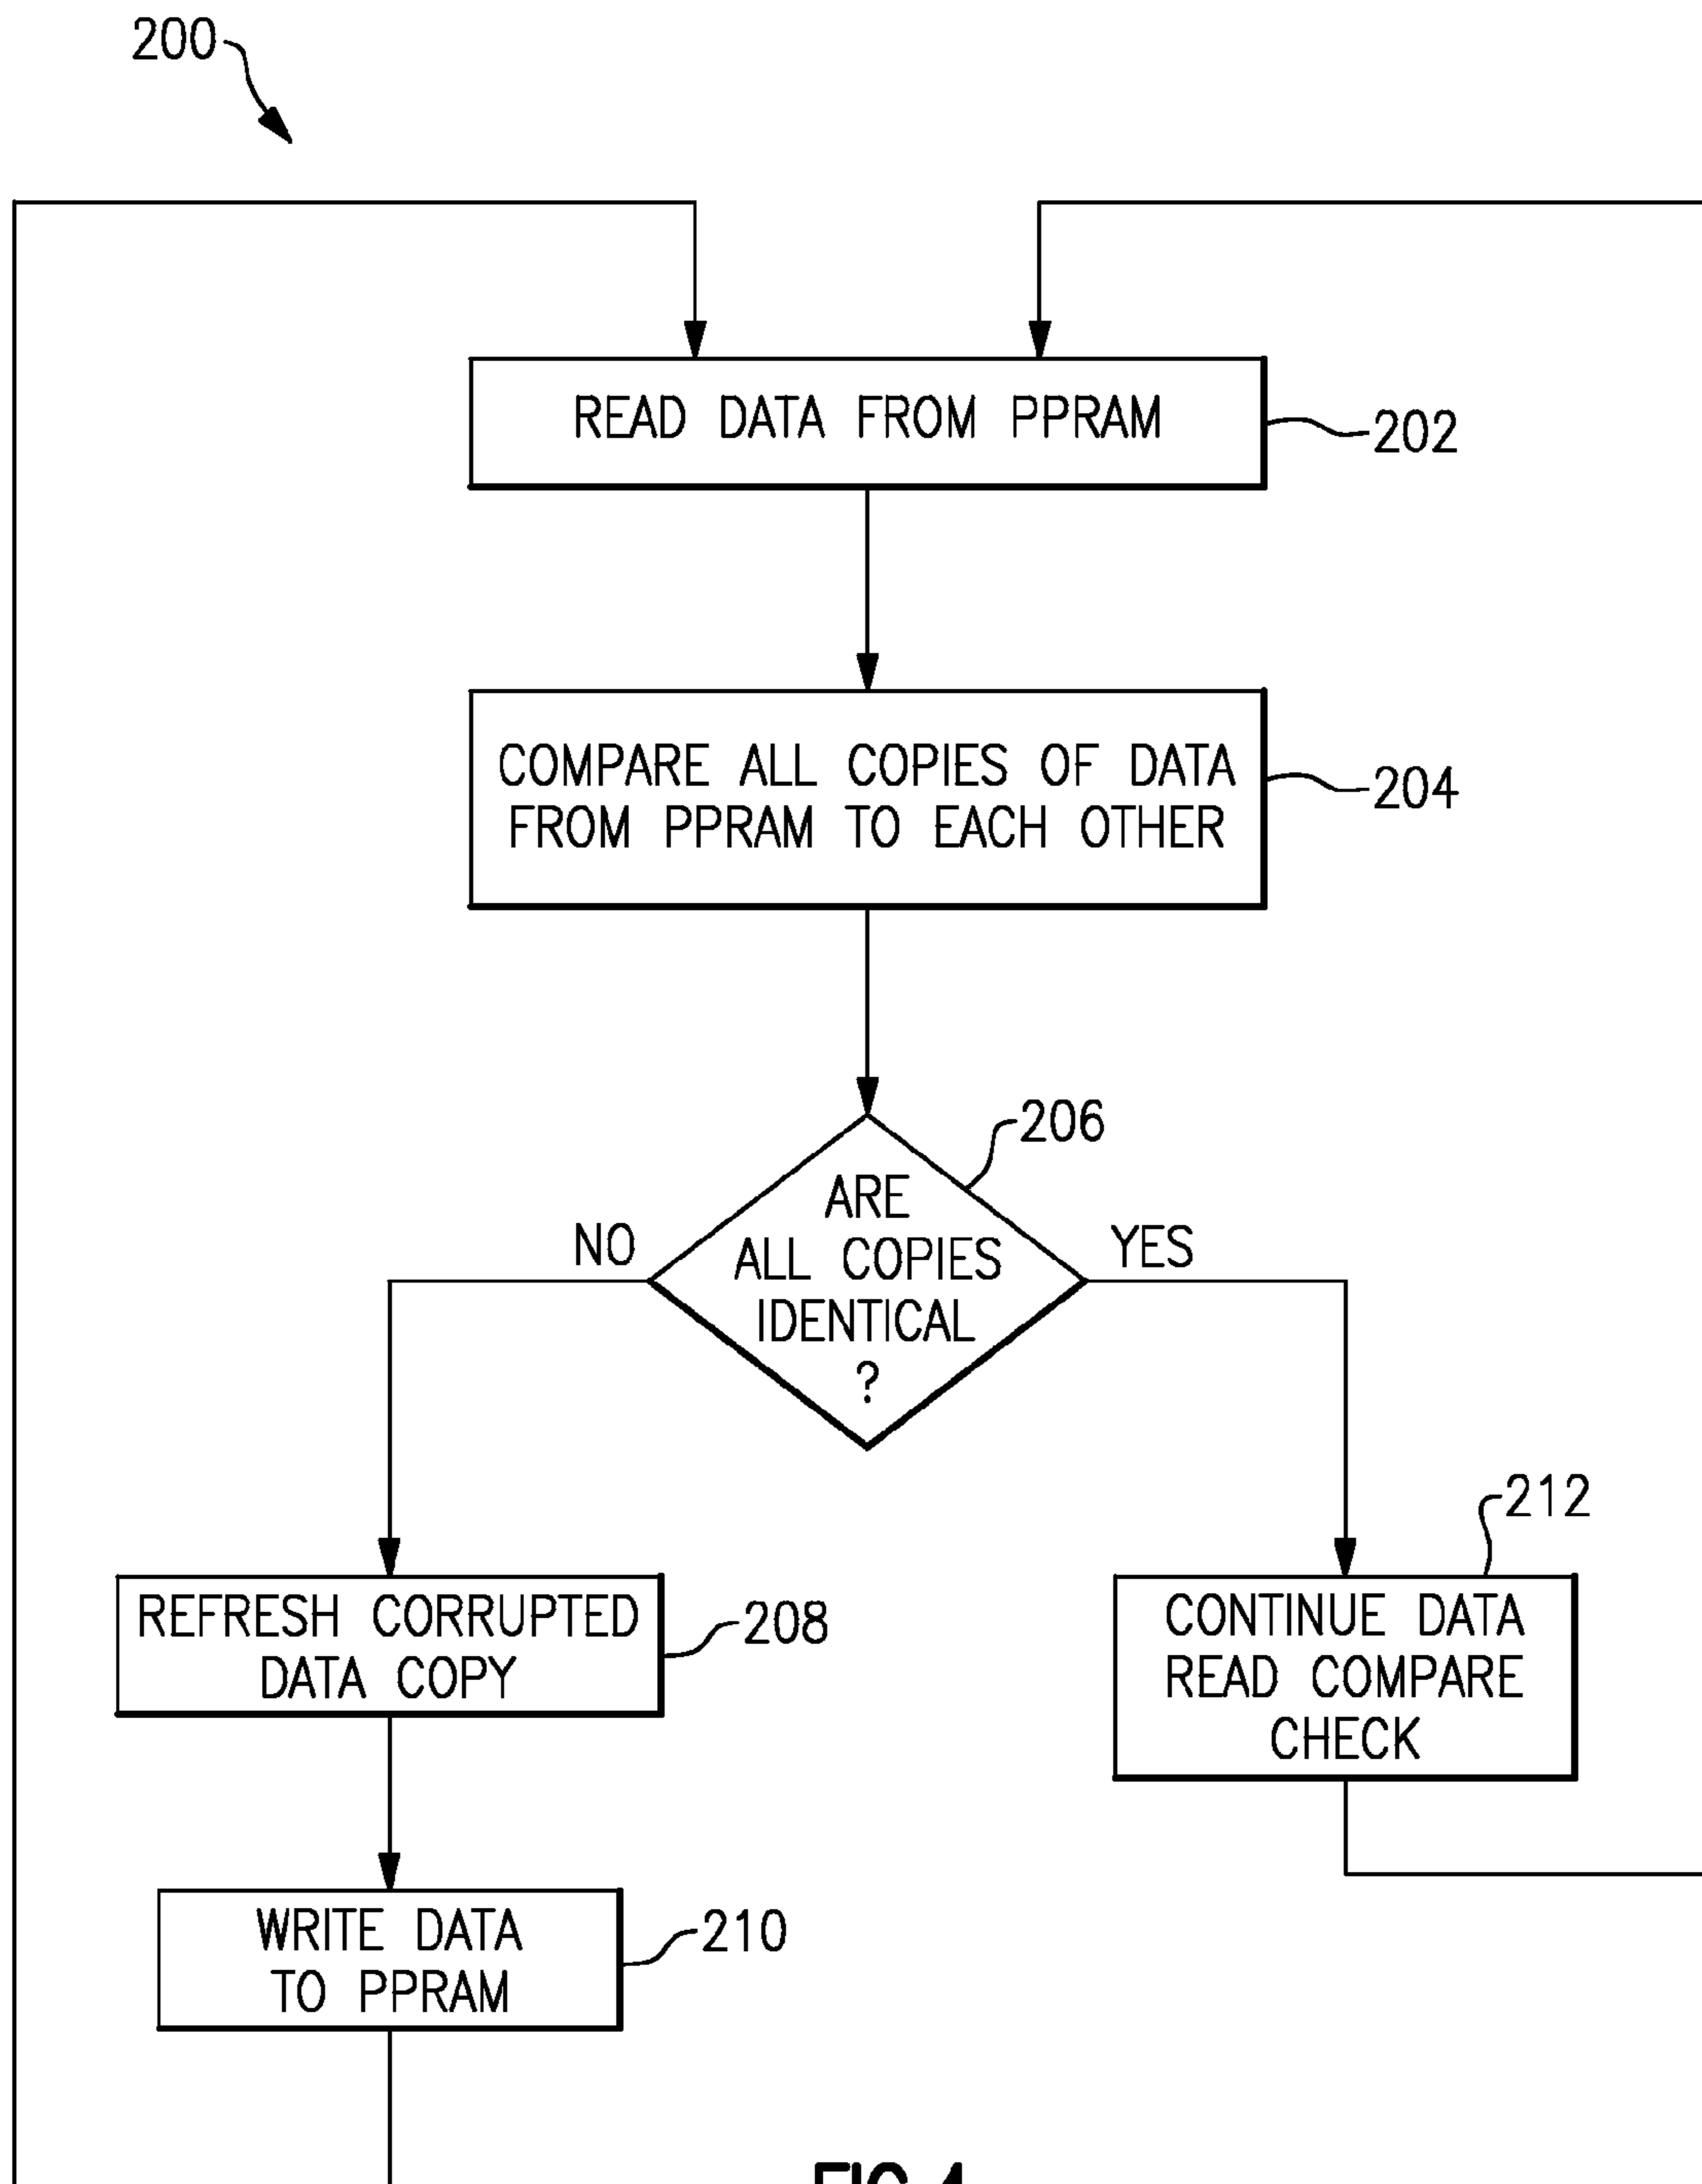 200
READ DATA FROM PPRAM
202
COMPARE ALL COPIES OF DATA
FROM PPRAM TO EACH OTHER
204
206
ARE
ALL COPIES
IDENTICAL
?
NO
YES
212
REFRESH CORRUPTED
DATA COPY
208
CONTINUE DATA
READ COMPARE
CHECK
WRITE DATA
TO PPRAM
210